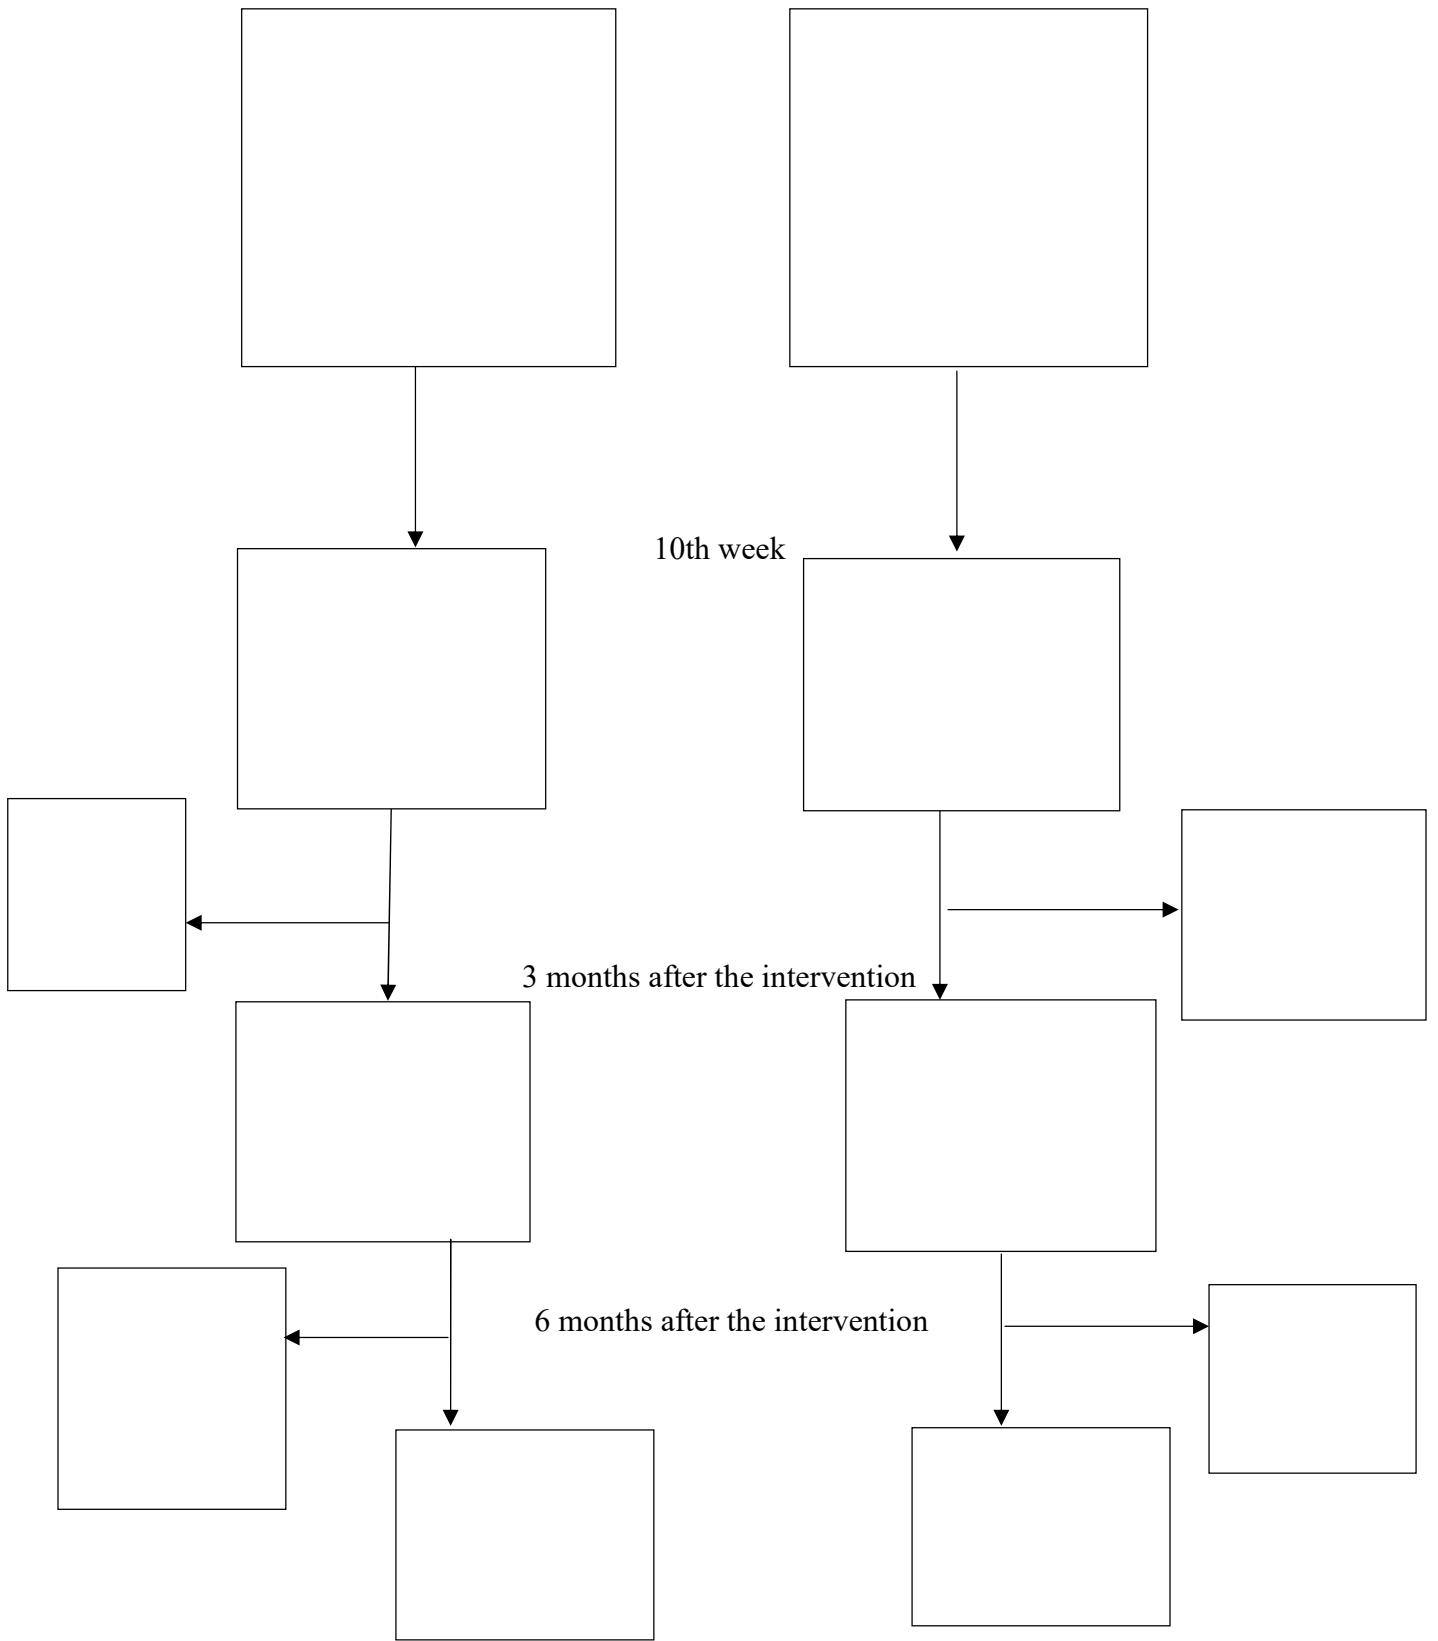 10th week
3 months after the intervention
6 months after the intervention